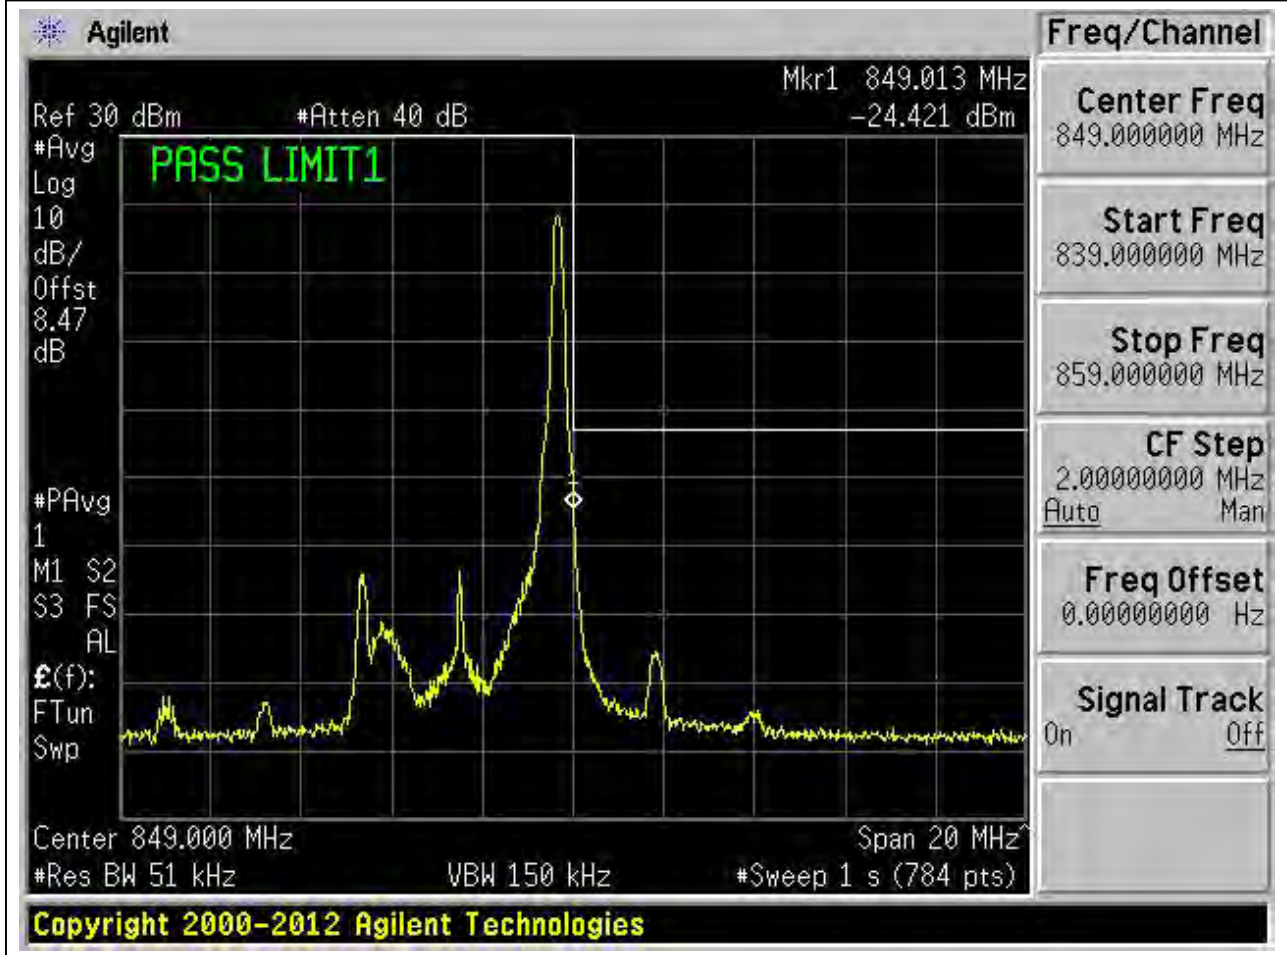 Agilent
Freq/Channel
Mkr1 849.013 MHz
Ref 30 dBm #Atten 40 dB -24.421 dBm
#Avg
Log
10
dB/
Offst
8.47
dB
PASS LIMIT1
#PAvg
1
M1 S2
S3 FS
AL
£(f):
FTun
Swp
Center 849.000 MHz Span 20 MHz^
#Res BW 51 kHz VBW 150 kHz #Sweep 1 s (784 pts)
Copyright 2000-2012 Agilent Technologies
Center Freq
849.000000 MHz
Start Freq
839.000000 MHz
Stop Freq
859.000000 MHz
CF Step
2.00000000 MHz
Auto Man
Freq Offset
0.00000000 Hz
Signal Track
On Off